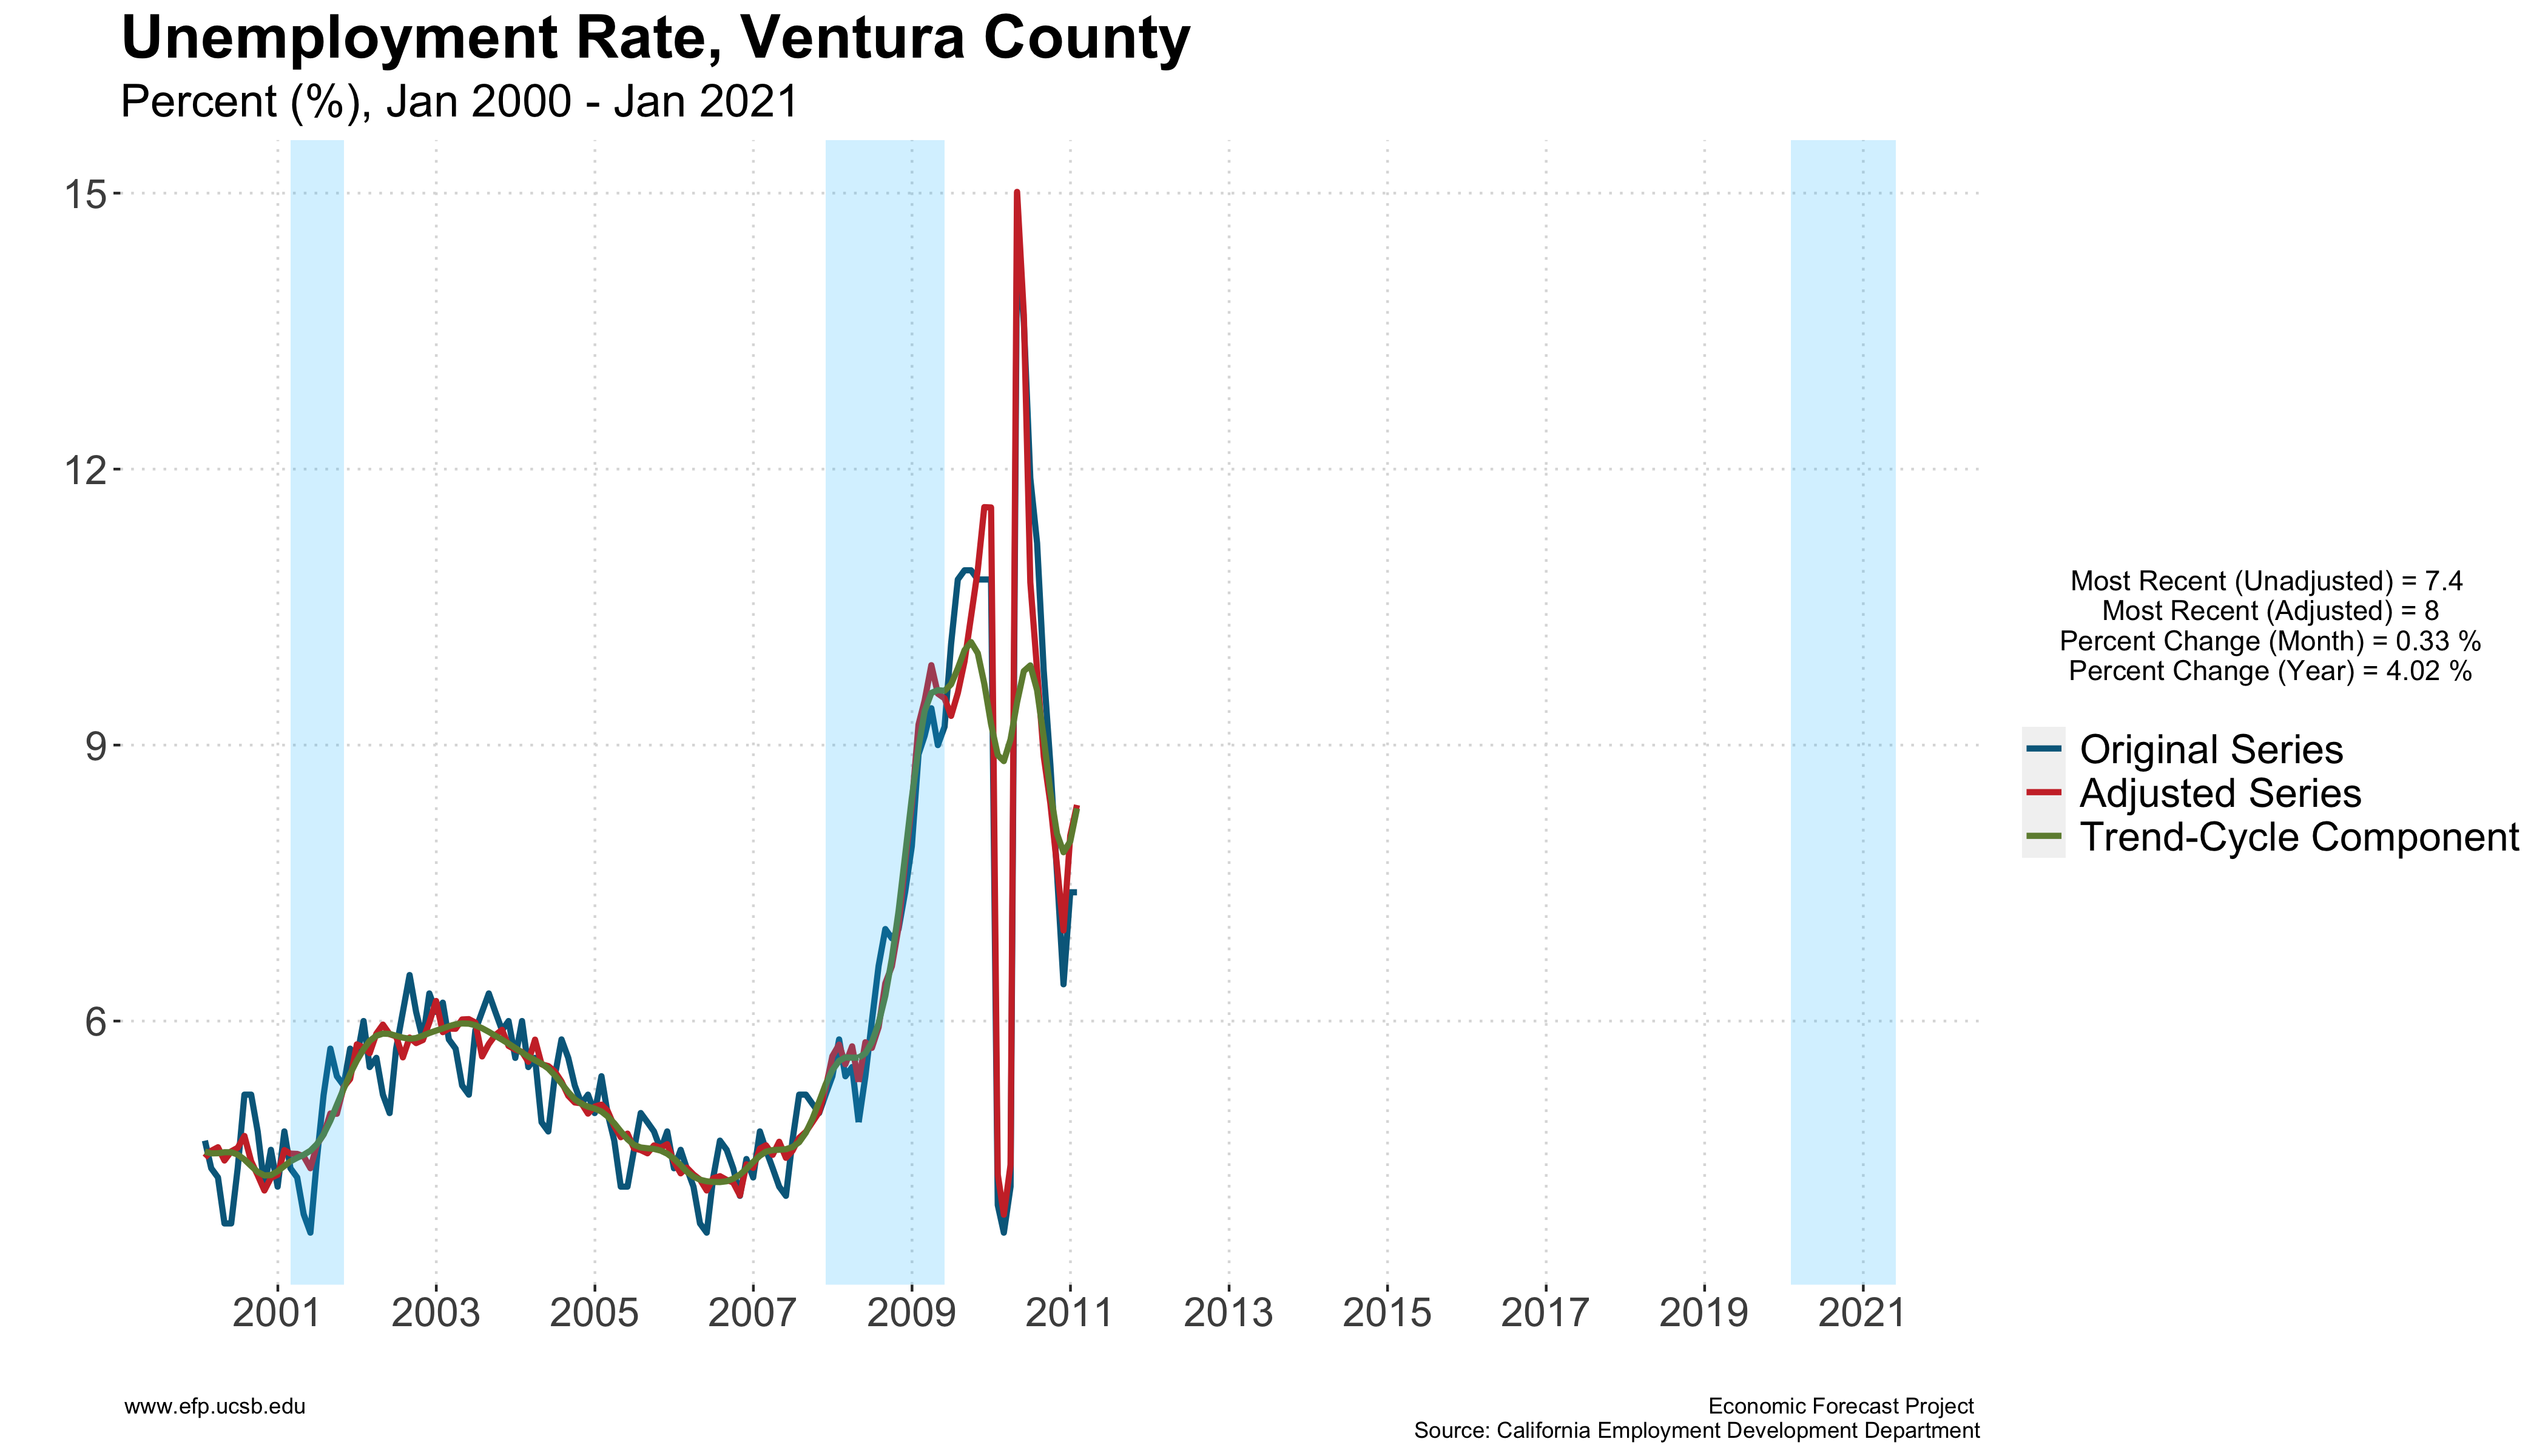 Unemployment Rate, Ventura County
Percent (%), Jan 2000 - Jan 2021
15
12
9
6
2001 2003 2005 2007 2009 2011 2013 2015 2017 2019 2021
Most Recent (Unadjusted) = 7.4
Most Recent (Adjusted) = 8
Percent Change (Month) = 0.33 %
Percent Change (Year) = 4.02 %
Original Series
Adjusted Series
Trend-Cycle Component
www.efp.ucsb.edu
Economic Forecast Project
Source: California Employment Development Department